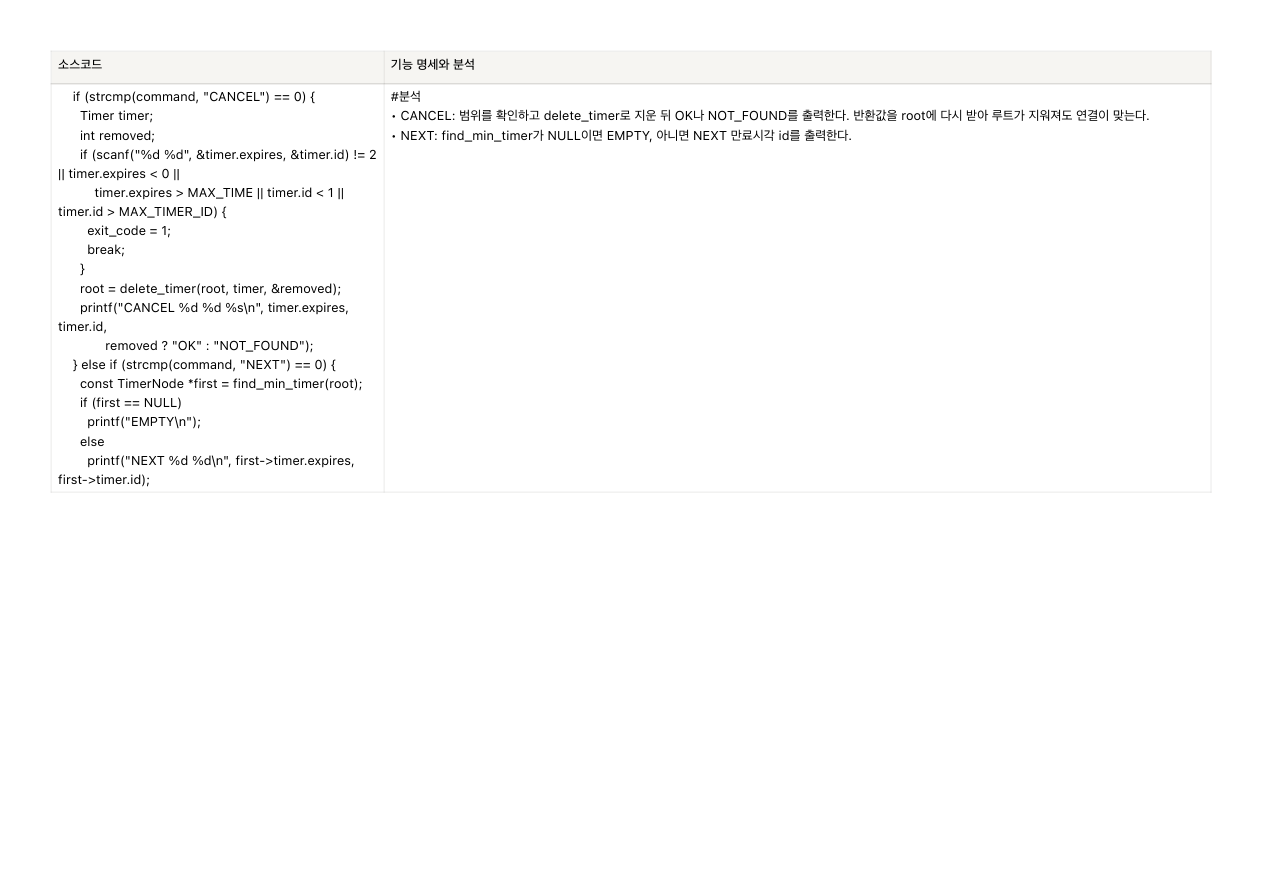 소스코드
기능 명세와 분석
if (strcmp(command, "CANCEL") == 0) {
Timer timer;
int removed;
if (scanf("%d %d", &timer.expires, &timer.id) != 2
|| timer.expires < 0 ||
timer.expires > MAX_TIME || timer.id < 1 ||
timer.id > MAX_TIMER_ID) {
exit_code = 1;
break;
}
root = delete_timer(root, timer, &removed);
printf("CANCEL %d %d %s\n", timer.expires,
timer.id,
removed ? "OK" : "NOT_FOUND");
} else if (strcmp(command, "NEXT") == 0) {
const TimerNode *first = find_min_timer(root);
if (first == NULL)
printf("EMPTY\n");
else
printf("NEXT %d %d\n", first->timer.expires,
first->timer.id);
#분석
• CANCEL: 범위를 확인하고 delete_timer로 지운 뒤 OK나 NOT_FOUND를 출력한다. 반환값을 root에 다시 받아 루트가 지워져도 연결이 맞는다.
• NEXT: find_min_timer가 NULL이면 EMPTY, 아니면 NEXT 만료시각 id를 출력한다.